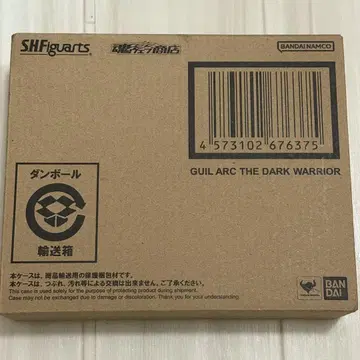 S.H.Figuarts
魂ウェブ商店
BANDAI NAMCO
4 573102 676375
GUIL ARC THE DARK WARRIOR
ダンボール
輸送箱
本ケースは、商品輸送用の保護梱包材です。
本ケースは、つぶれ、汚れ等による交換は出来ません。ご了承ください。
This case is used solely for the purpose of protecting product during shipment.
Case may not be exchanged due to damage or discoloration. Thank you for your understanding.
BAN
DAI